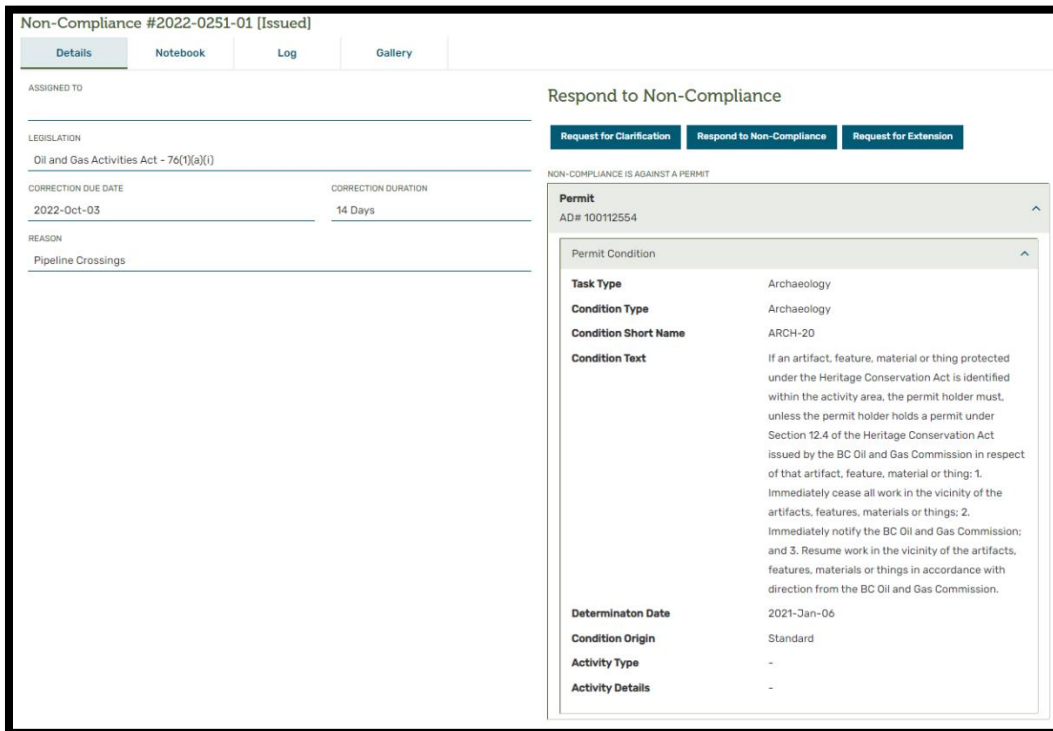 Non-Compliance #2022-0251-01 [Issued]
Details Notebook Log Gallery
ASSIGNED TO
LEGISLATION
Oil and Gas Activities Act - 76(1)(a)(i)
CORRECTION DUE DATE CORRECTION DURATION
2022-Oct-03 14 Days
REASON
Pipeline Crossings
Respond to Non-Compliance
Request for Clarification Respond to Non-Compliance Request for Extension
NON-COMPLIANCE IS AGAINST A PERMIT
Permit
AD# 100112554
Permit Condition
Task Type Archaeology
Condition Type Archaeology
Condition Short Name ARCH-20
Condition Text If an artifact, feature, material or thing protected
under the Heritage Conservation Act is identified
within the activity area, the permit holder must,
unless the permit holder holds a permit under
Section 12.4 of the Heritage Conservation Act
issued by the BC Oil and Gas Commission in respect
of that artifact, feature, material or thing: 1.
Immediately cease all work in the vicinity of the
artifacts, features, materials or things; 2.
Immediately notify the BC Oil and Gas Commission;
and 3. Resume work in the vicinity of the artifacts,
features, materials or things in accordance with
direction from the BC Oil and Gas Commission.
Determinaton Date 2021-Jan-06
Condition Origin Standard
Activity Type -
Activity Details -